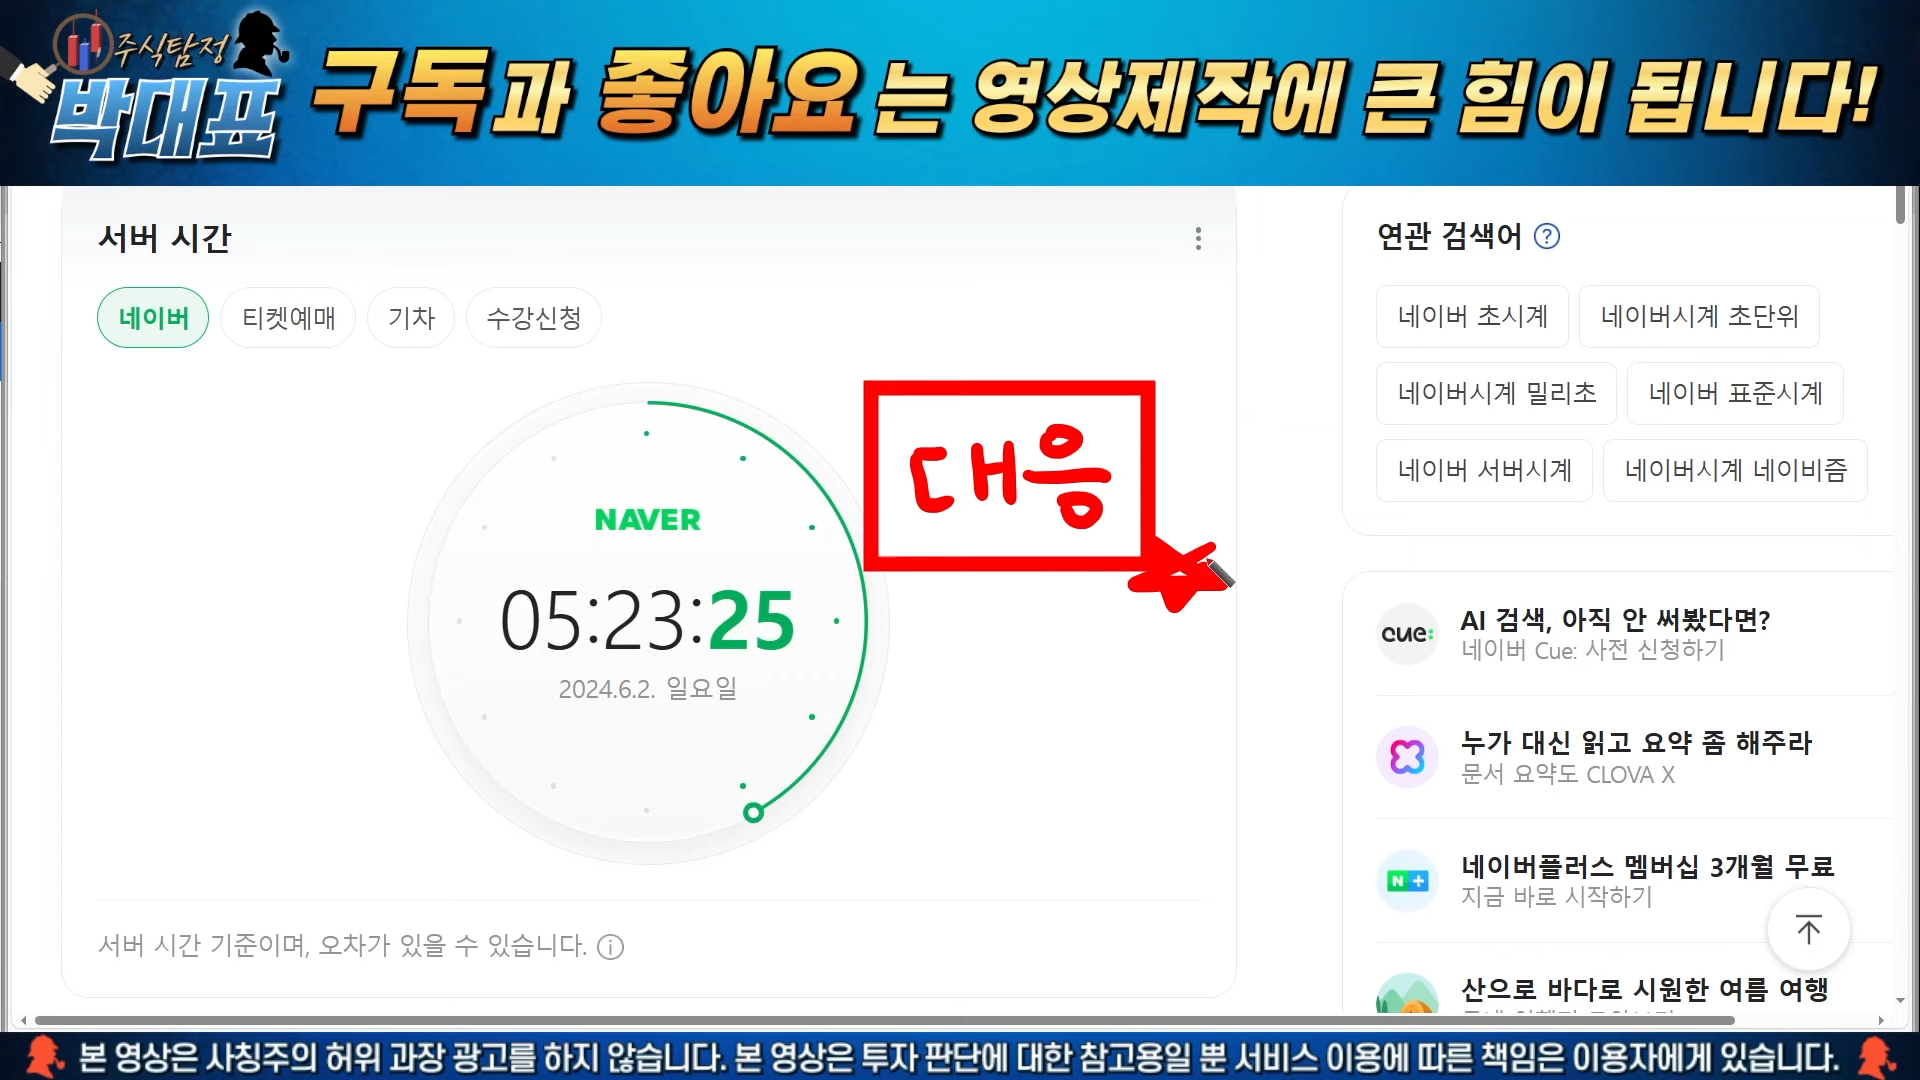 주식탐정
박대표
구독과 좋아요는 영상제작에 큰 힘이 됩니다!
서버 시간
네이버 티켓예매 기차 수강신청
NAVER
05:23:25
2024.6.2. 일요일
대응
서버 시간 기준이며, 오차가 있을 수 있습니다.
연관 검색어
네이버 초시계 네이버시계 초단위
네이버시계 밀리초 네이버 표준시계
네이버 서버시계 네이버시계 네이비즘
cue:
AI 검색, 아직 안 써봤다면?
네이버 Cue: 사전 신청하기
누가 대신 읽고 요약 좀 해주라
문서 요약도 CLOVA X
N+
네이버플러스 멤버십 3개월 무료
지금 바로 시작하기
산으로 바다로 시원한 여름 여행
본 영상은 사칭주의 허위 과장 광고를 하지 않습니다. 본 영상은 투자 판단에 대한 참고용일 뿐 서비스 이용에 따른 책임은 이용자에게 있습니다.